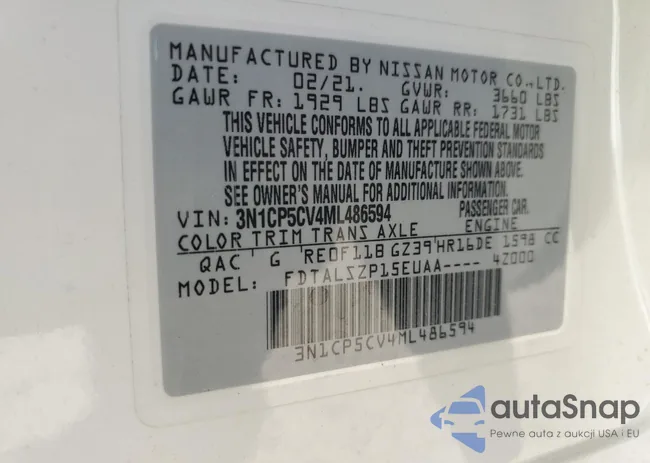 MANUFACTURED BY NISSAN MOTOR CO.,LTD.
DATE: 02/21. GVWR: 3660 LBS
GAWR FR: 1929 LBS GAWR RR: 1731 LBS
THIS VEHICLE CONFORMS TO ALL APPLICABLE FEDERAL MOTOR
VEHICLE SAFETY, BUMPER AND THEFT PREVENTION STANDARDS
IN EFFECT ON THE DATE OF MANUFACTURE SHOWN ABOVE.
SEE OWNER'S MANUAL FOR ADDITIONAL INFORMATION.
VIN: 3N1CP5CV4ML486594 PASSENGER CAR.
COLOR TRIM TRANS AXLE ENGINE
QAC G RE0F11B GZ39 HR16DE 1598 CC
MODEL: FDTALSZP15EUAA---- 4Z000
3N1CP5CV4ML486594
autaSnap
Pewne auta z aukcji USA i EU